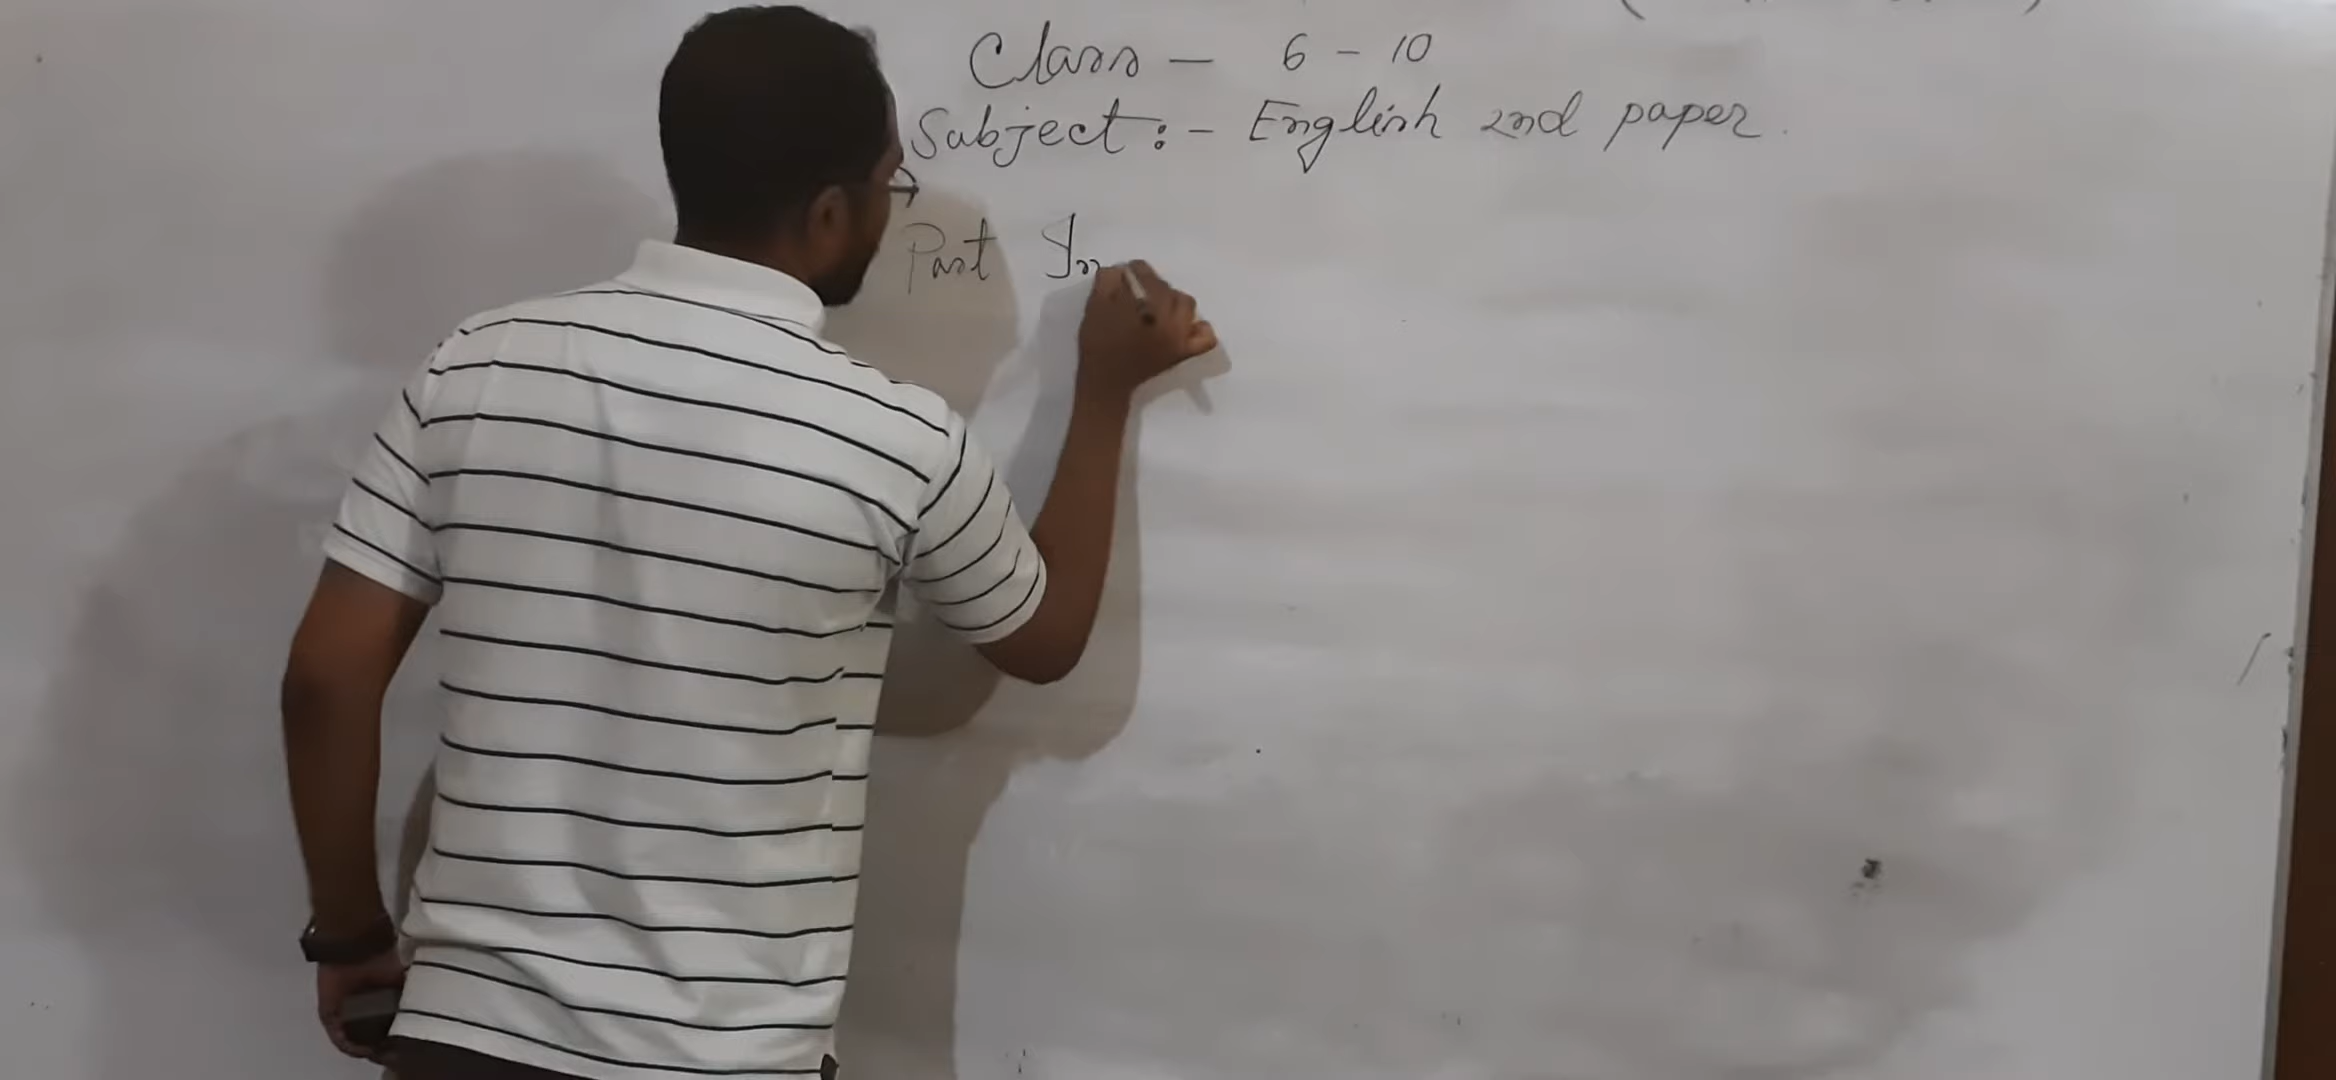 Class - 6 - 10
Subject :- English 2nd paper.
Part